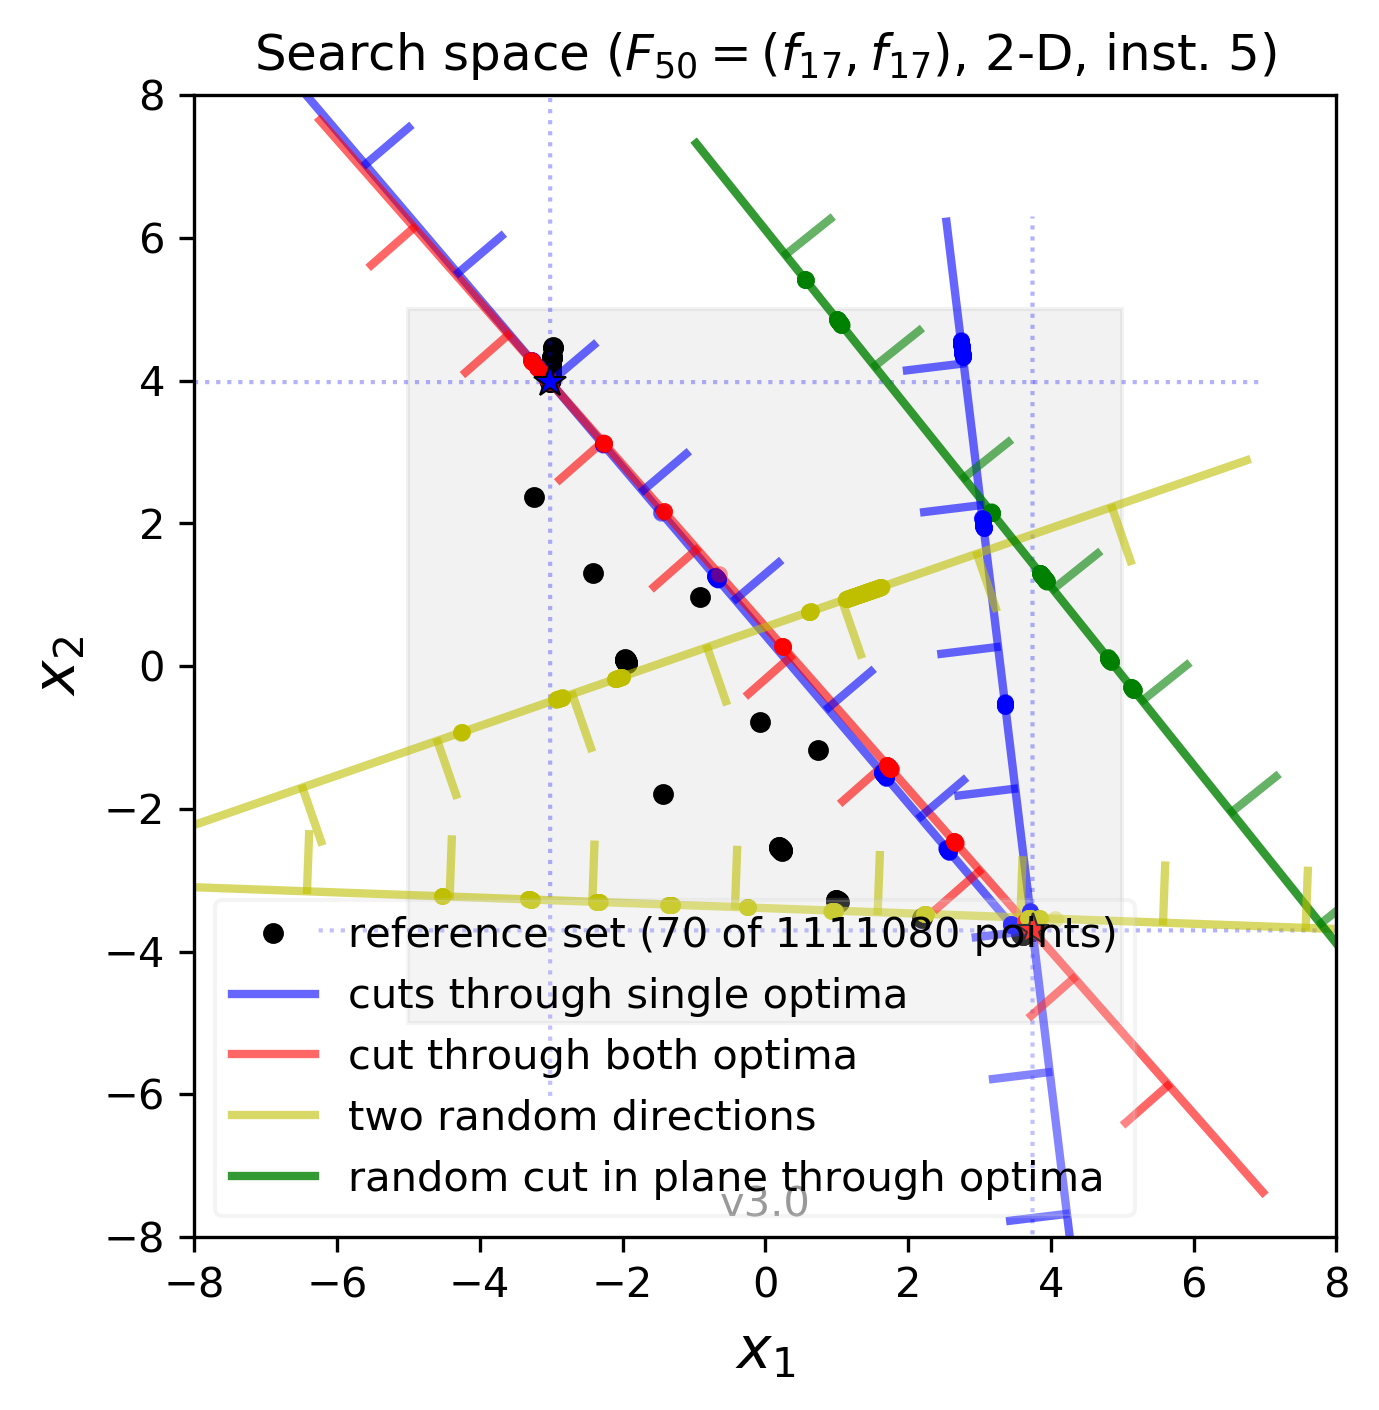 Search space (F50 = (f17, f17), 2-D, inst. 5)
8
6
4
2
0
−2
−4
−6
−8
x2
reference set (70 of 1111080 points)
cuts through single optima
cut through both optima
two random directions
random cut in plane through optima
v3.0
−8 −6 −4 −2 0 2 4 6 8
x1